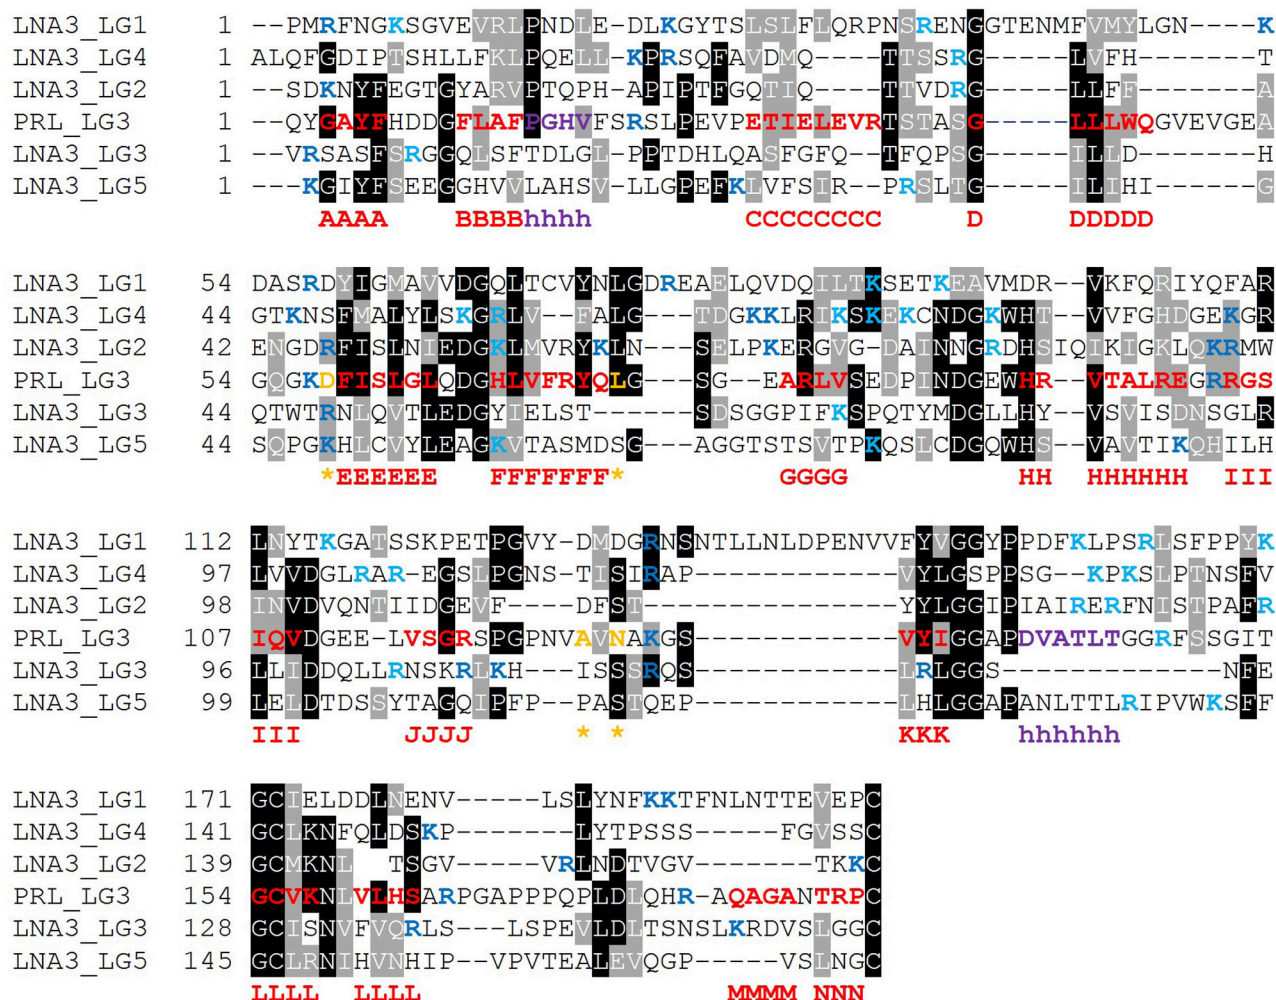 LNA3_LG1 1 --PMRFNGKSGVEVRLPNDLE-DLKGYTSLSLFLQRPNSRENGGTENMFVMYLGN----K
LNA3_LG4 1 ALQFGDIPTSHLLFKLPQELL-KPRSQFAVDMQ----TTSSRG-----LVFH-------T
LNA3_LG2 1 --SDKNYFEGTGYARVPTQPH-APIPTFGQTIQ----TTVDRG-----LLFF-------A
PRL_LG3 1 --QYGAYFHDDGFLAFPGHVFSRSLPEVPETIELEVRTSTASG-----LLLWQGVEVGEA
LNA3_LG3 1 --VRSASFSRGGQLSFTDLGL-PPTDHLQASFGFQ--TFQPSG-----ILLD-------H
LNA3_LG5 1 ---KGIYFSEEGGHVVLAHSV-LLGPEFKLVFSIR--PRSLTG-----ILIHI------G
AAAA BBBBhhhh CCCCCCCC D DDDDD
LNA3_LG1 54 DASRDYIGMAVVDGQLTCVYNLGDREAELQVDQILTKSETKEAVMDR--VKFQRIYQFAR
LNA3_LG4 44 GTKNSFMALYLSKGRLV--FALG---TDGKKLRIKSKEKCNDGKWHT--VVFGHDGEKGR
LNA3_LG2 42 ENGDRFISLNIEDGKLMVRYKLN---SELPKERGVG-DAINNGRDHSIQIKIGKLQKRMW
PRL_LG3 54 GQGKDFISLGLQDGHLVFRYQLG---SG--EARLVSEDPINDGEWHR--VTALREGRRGS
LNA3_LG3 44 QTWTRNLQVTLEDGYIELST------SDSGGPIFKSPQTYMDGLLHY--VSVISDNSGLR
LNA3_LG5 44 SQPGKHLCVYLEAGKVTASMDSG---AGGTSTSVTPKQSLCDGQWHS--VAVTIKQHILH
*EEEEEE FFFFFFF* GGGG HH HHHHHH III
LNA3_LG1 112 LNYTKGATSSKPETPGVY-DMDGRNSNTLLNLDPENVVFYVGGYPPDFKLPSRLSFPPYK
LNA3_LG4 97 LVVDGLRAR-EGSLPGNS-TISIRAP-----------VYLGSPPSG--KPKSLPTNSFV
LNA3_LG2 98 INVDVQNTIIDGEVF---DFST---------------YYLGGIPIAIRERFNISTPAFR
PRL_LG3 107 IQVDGEE-LVSGRSPGPNVAVNAKGS-----------VYIGGAPDVATLTGGRFSSGIT
LNA3_LG3 96 LLIDDQLLRNSKRLKH---ISSSRQS-----------LRLGGS-------------NFE
LNA3_LG5 99 LELDTDSSYTAGQIPFP--PASTQEP-----------LHLGGAPANLTTLRIPVWKSFF
III JJJJ * * KKK hhhhhh
LNA3_LG1 171 GCIELDDLNENV-----LSLYNFKKTFNLNTTEVEPC
LNA3_LG4 141 GCLKNFQLDSKP-------LYTPSSS-----FGVSSC
LNA3_LG2 139 GCMKNL TSGV-----VRLNDTVGV-------TKKC
PRL_LG3 154 GCVKNLVLHSARPGAPPPQPLDLQHR-AQAGANTRPC
LNA3_LG3 128 GCISNVFVQRLS---LSPEVLDLTSNSLKRDVSLGGC
LNA3_LG5 145 GCLRNIHVNHIP--VPVTEALEVQGP-----VSLNGC
LLLL LLLL MMMM NNN